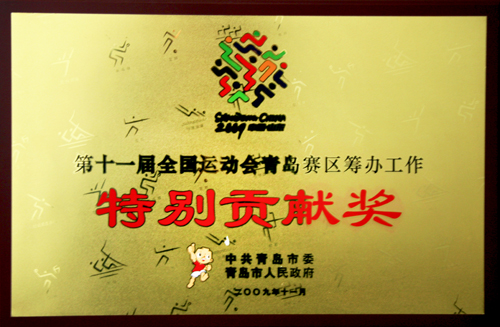 2009
第十一届全国运动会青岛赛区筹办工作
特别贡献奖
中共青岛市委
青岛市人民政府
二〇〇九年十一月